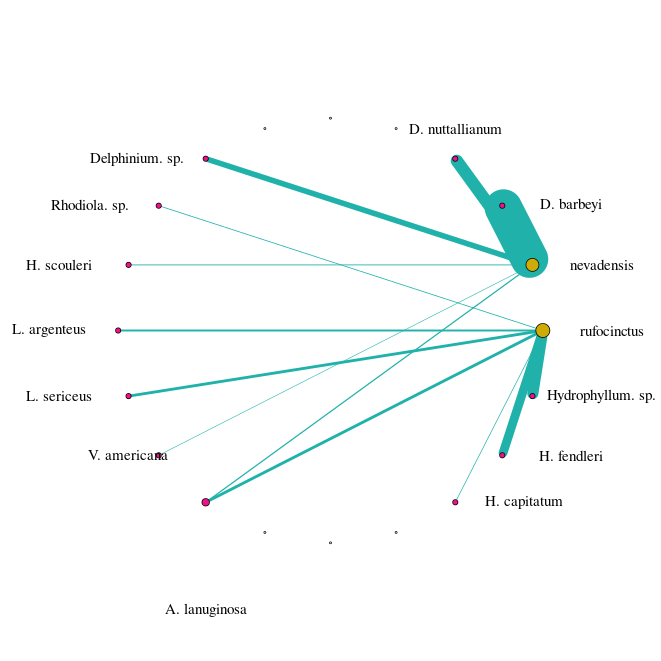 D. nuttallianum
Delphinium. sp.
Rhodiola. sp.
D. barbeyi
H. scouleri
nevadensis
L. argenteus
rufocinctus
L. sericeus
Hydrophyllum. sp.
V. americana
H. fendleri
H. capitatum
A. lanuginosa